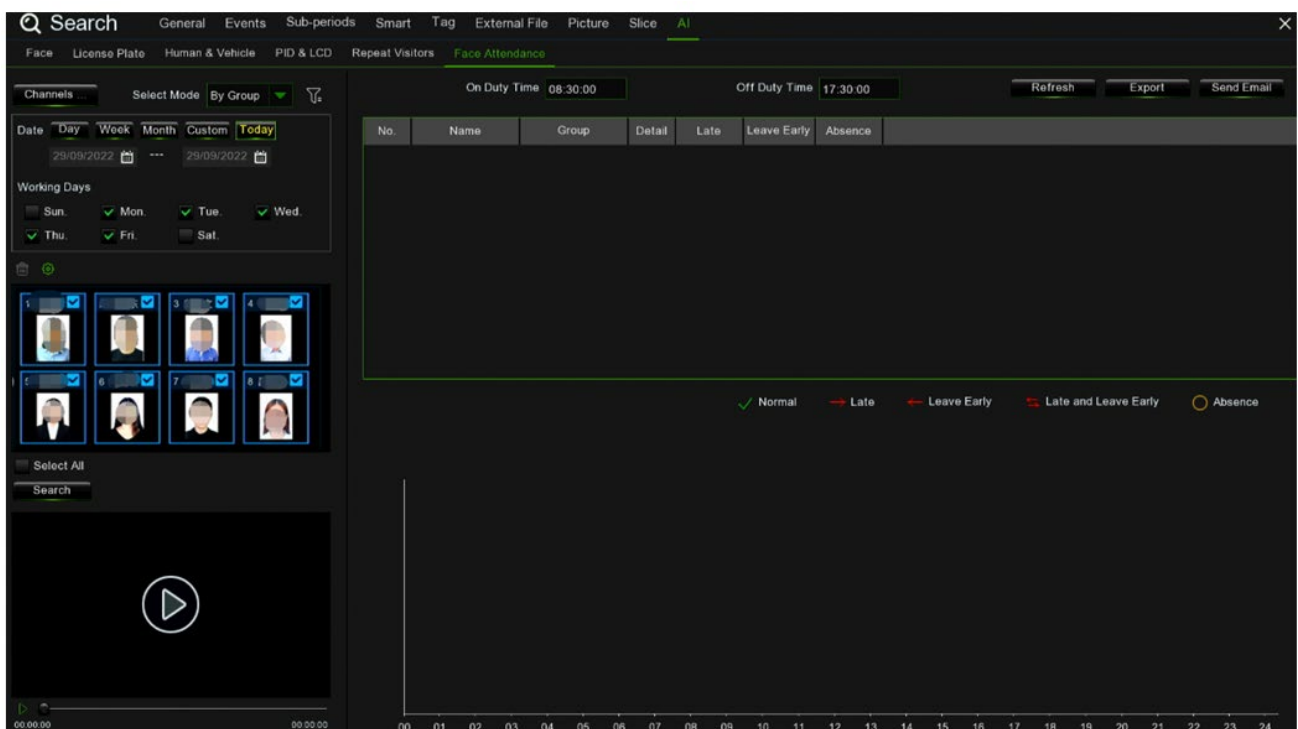 Search General Events Sub-periods Smart Tag External File Picture Slice AI
Face License Plate Human & Vehicle PID & LCD Repeat Visitors Face Attendance
Channels ... Select Mode By Group
On Duty Time 08:30:00 Off Duty Time 17:30:00 Refresh Export Send Email
Date Day Week Month Custom Today
29/09/2022 --- 29/09/2022
Working Days
Sun. Mon. Tue. Wed.
Thu. Fri. Sat.
No. Name Group Detail Late Leave Early Absence
1 3 4
5 6 7 8
Normal Late Leave Early Late and Leave Early Absence
Select All
Search
00:00:00 00:00:00
00 01 02 03 04 05 06 07 08 09 10 11 12 13 14 15 16 17 18 19 20 21 22 23 24